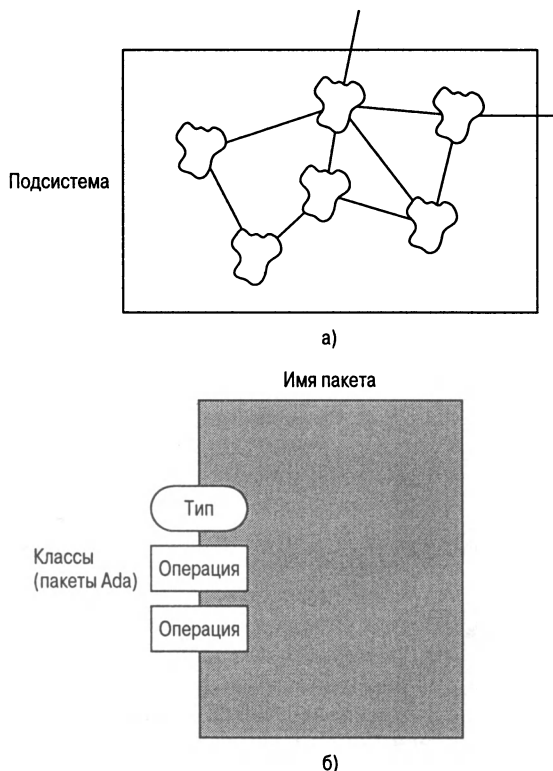 Подсистема
а)
Имя пакета
Тип
Классы
(пакеты Ada)
Операция
Операция
б)